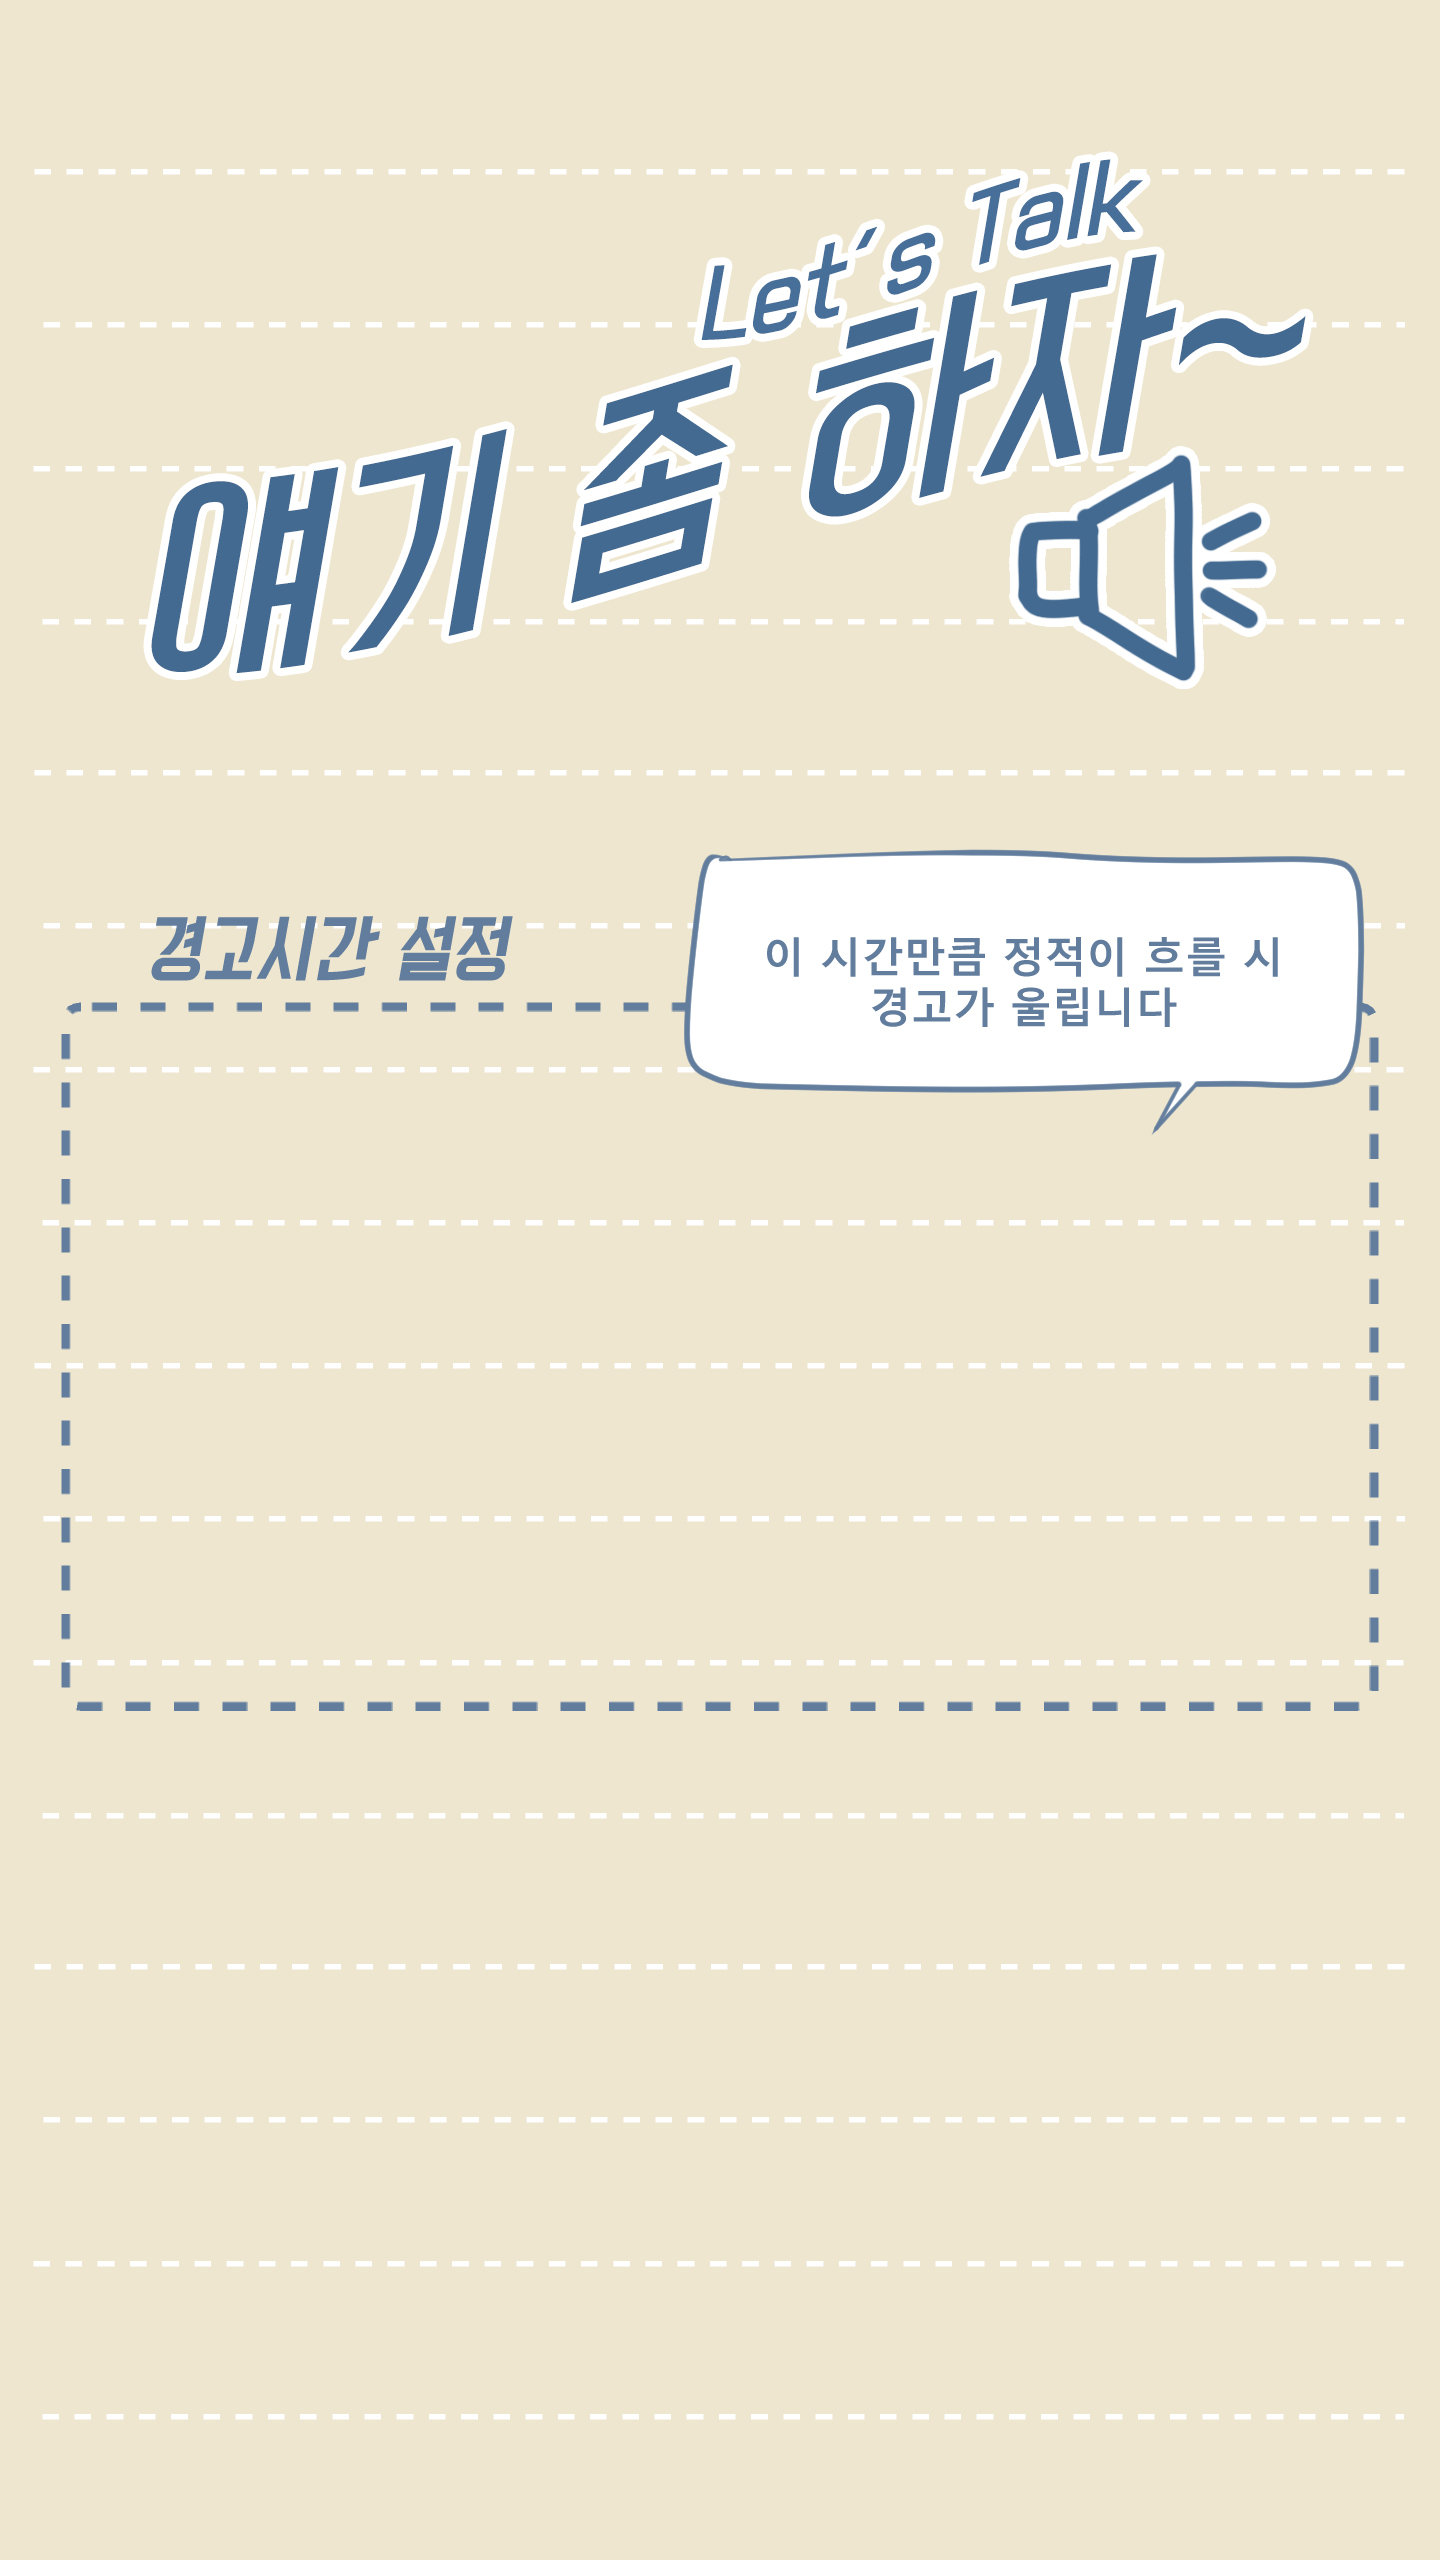 Let's Talk
얘기 좀 하자~
경고시간 설정
이 시간만큼 정적이 흐를 시
경고가 울립니다